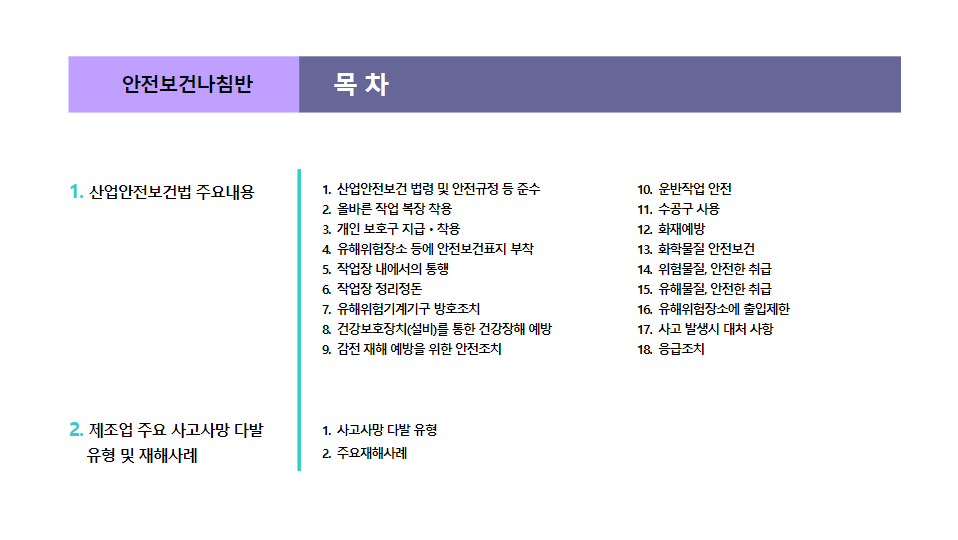 안전보건나침반
목 차
1. 산업안전보건법 주요내용
1. 산업안전보건 법령 및 안전규정 등 준수
2. 올바른 작업 복장 착용
3. 개인 보호구 지급・착용
4. 유해위험장소 등에 안전보건표지 부착
5. 작업장 내에서의 통행
6. 작업장 정리정돈
7. 유해위험기계기구 방호조치
8. 건강보호장치(설비)를 통한 건강장해 예방
9. 감전 재해 예방을 위한 안전조치
10. 운반작업 안전
11. 수공구 사용
12. 화재예방
13. 화학물질 안전보건
14. 위험물질, 안전한 취급
15. 유해물질, 안전한 취급
16. 유해위험장소에 출입제한
17. 사고 발생시 대처 사항
18. 응급조치
2. 제조업 주요 사고사망 다발
유형 및 재해사례
1. 사고사망 다발 유형
2. 주요재해사례